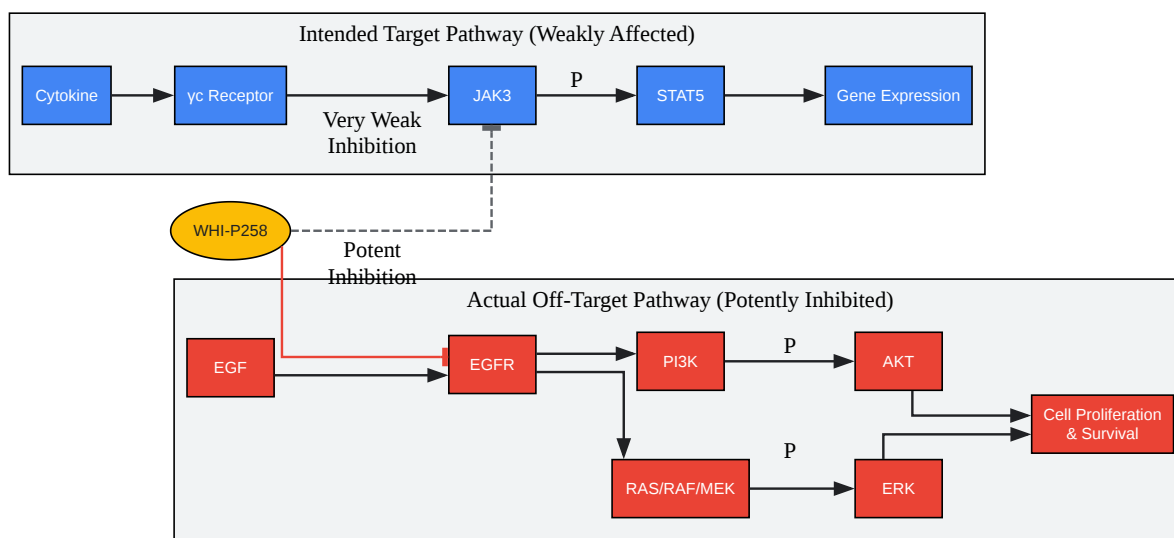 Intended Target Pathway (Weakly Affected)
Cytokine
γc Receptor
JAK3
P
STAT5
Gene Expression
Very Weak
Inhibition
WHI-P258
Potent
Inhibition
Actual Off-Target Pathway (Potently Inhibited)
EGF
EGFR
PI3K
P
AKT
Cell Proliferation
& Survival
RAS/RAF/MEK
P
ERK